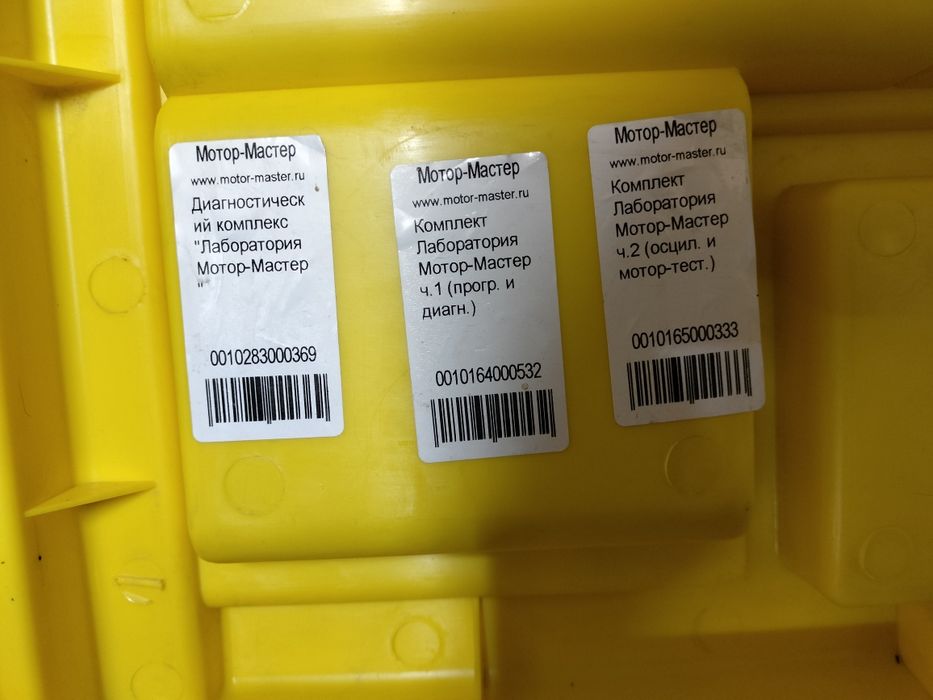 Мотор-Мастер
www.motor-master.ru
Диагностическ
ий комплекс
"Лаборатория
Мотор-Мастер
"
0010283000369
Мотор-Мастер
www.motor-master.ru
Комплект
Лаборатория
Мотор-Мастер
ч.1 (прогр. и
диагн.)
0010164000532
Мотор-Мастер
www.motor-master.ru
Комплект
Лаборатория
Мотор-Мастер
ч.2 (осцил. и
мотор-тест.)
0010165000333